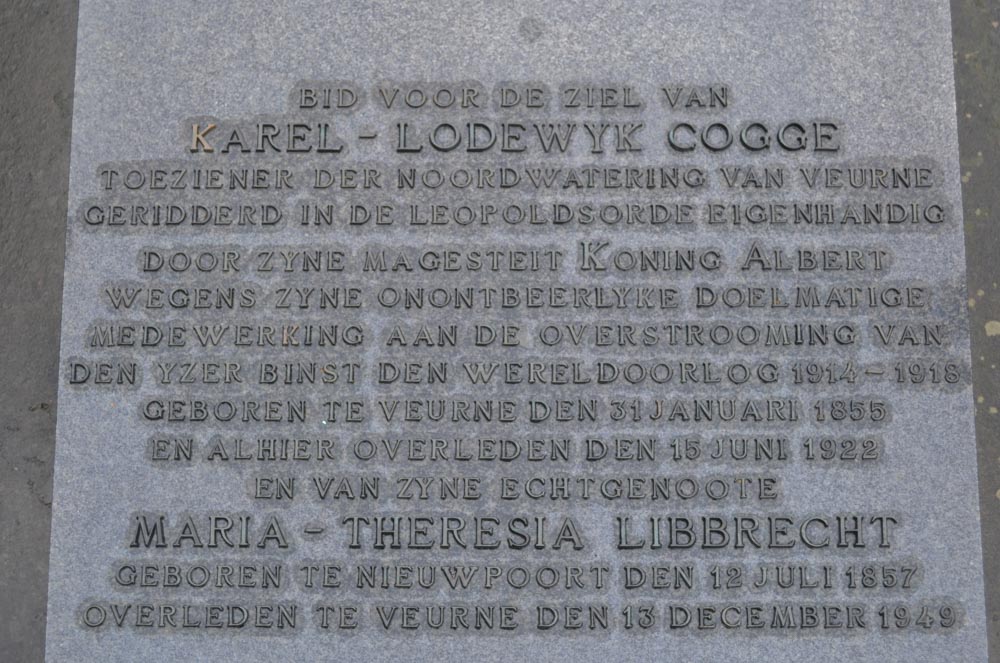 BID VOOR DE ZIEL VAN
KAREL - LODEWYK COGGE
TOEZIENER DER NOORDWATERING VAN VEURNE
GERIDDERD IN DE LEOPOLDSORDE EIGENHANDIG
DOOR ZYNE MAGESTEIT KONING ALBERT
WEGENS ZYNE ONONTBEERLYKE DOELMATIGE
MEDEWERKING AAN DE OVERSTROOMING VAN
DEN YZER BINST DEN WERELDOORLOG 1914-1918
GEBOREN TE VEURNE DEN 31 JANUARI 1855
EN ALHIER OVERLEDEN DEN 15 JUNI 1922
EN VAN ZYNE ECHTGENOOTE
MARIA - THERESIA LIBBRECHT
GEBOREN TE NIEUWPOORT DEN 12 JULI 1857
OVERLEDEN TE VEURNE DEN 13 DECEMBER 1949